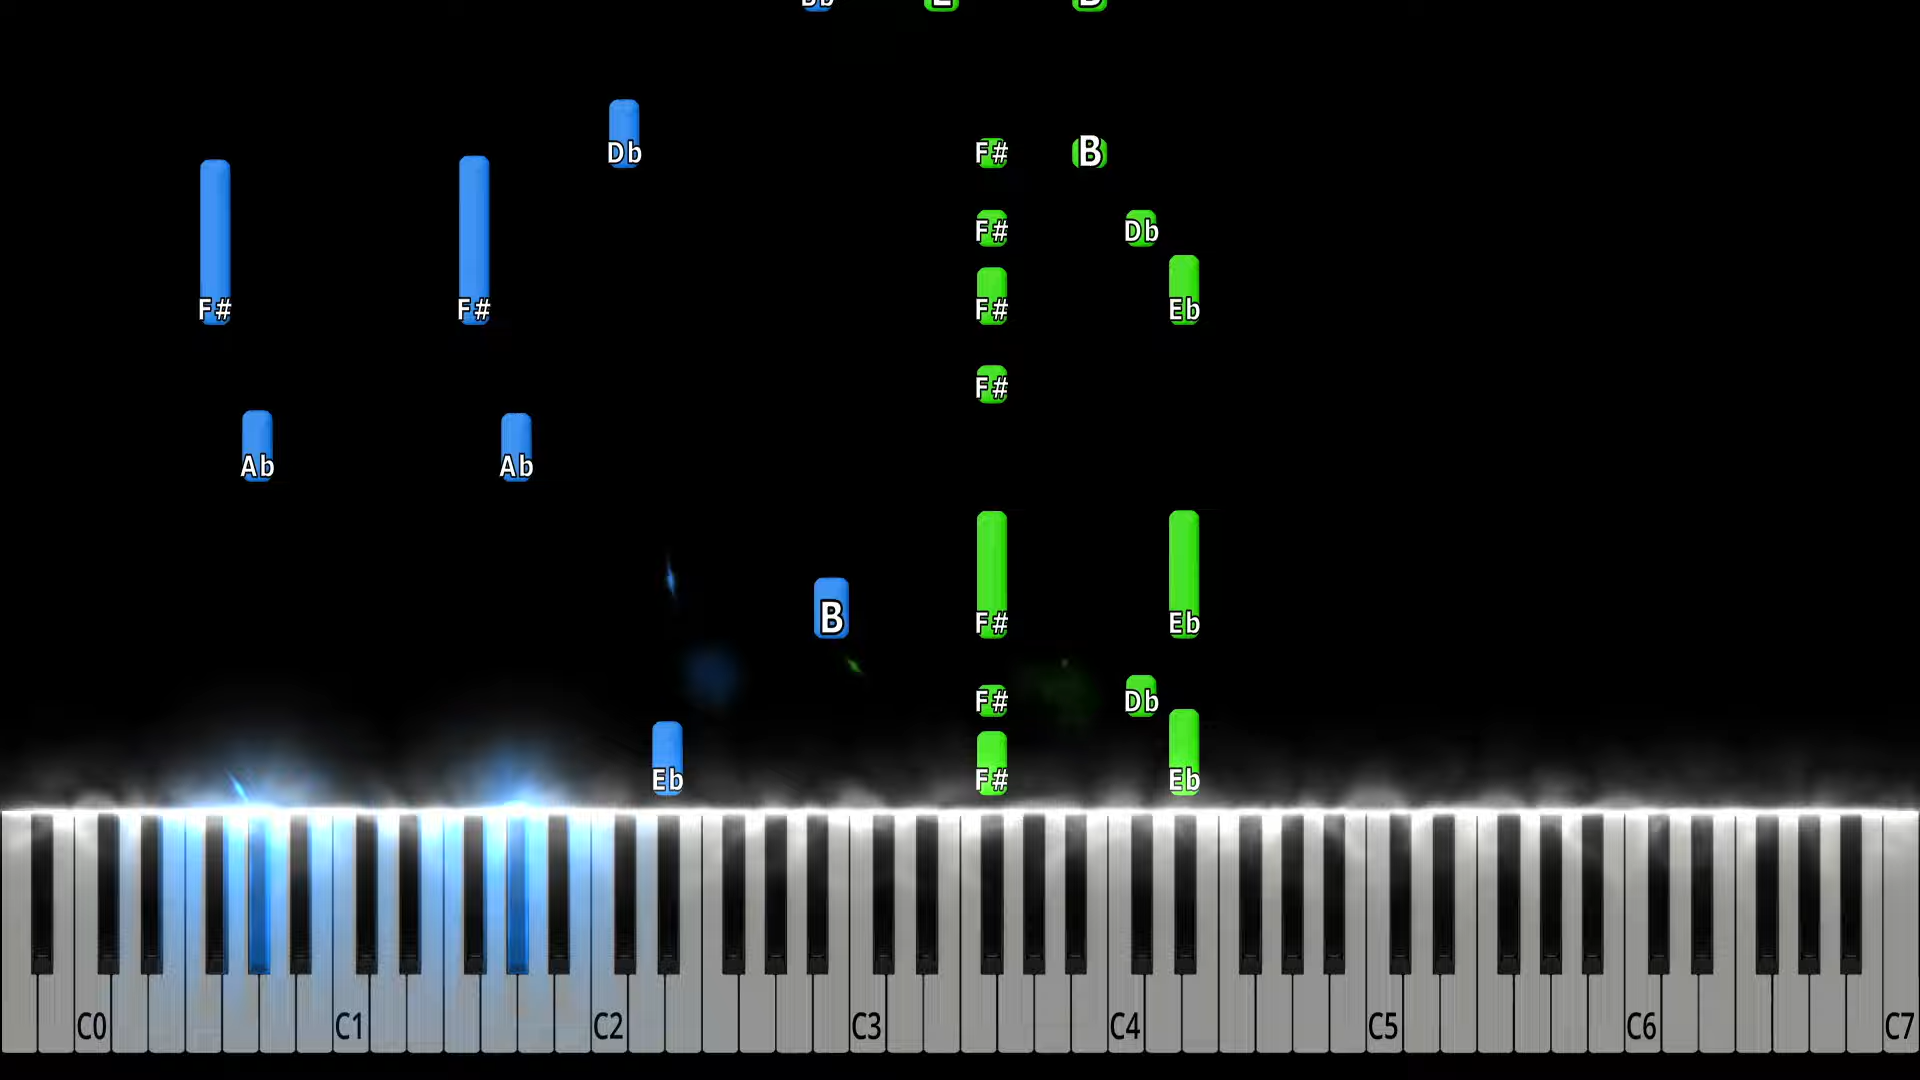 Db
F# B
F# Db
F# F# F# Eb
F#
Ab Ab
B F# Eb
F# Db
Eb F# Eb
C0 C1 C2 C3 C4 C5 C6 C7